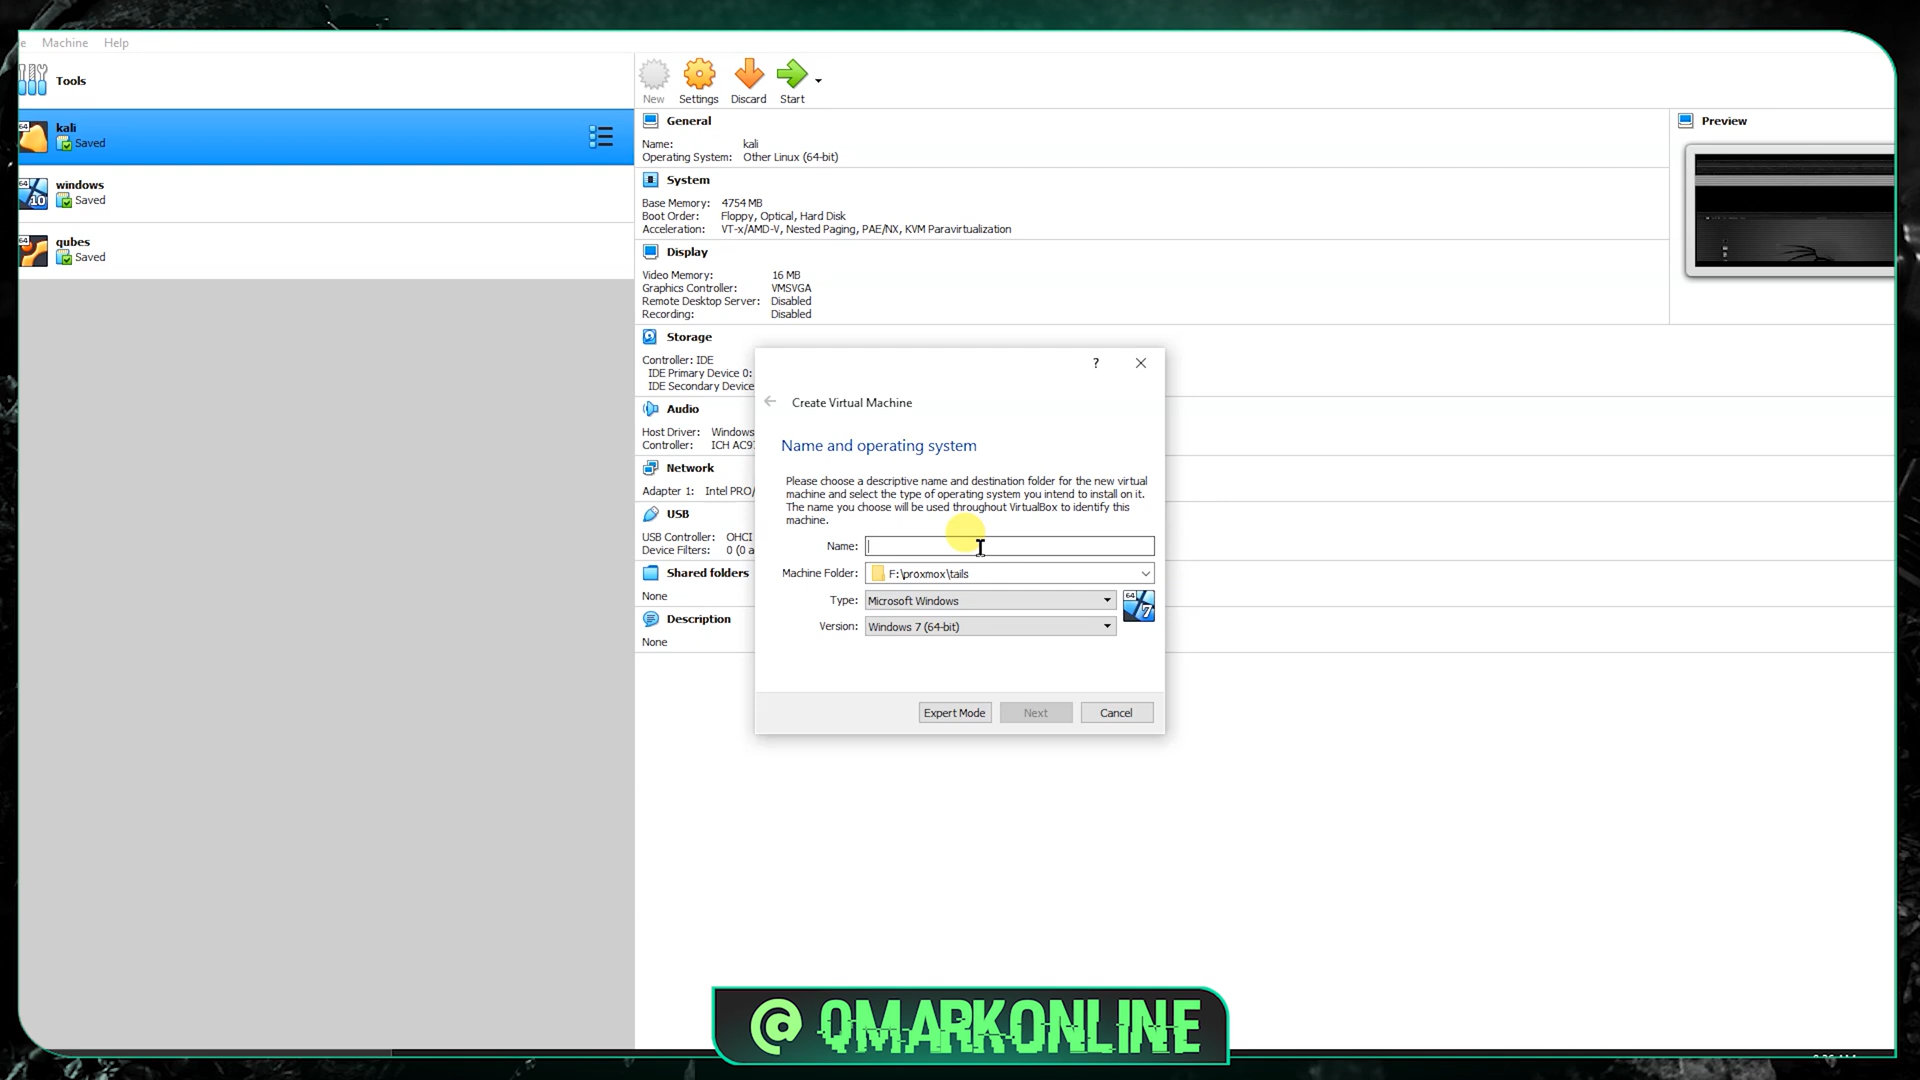 e Machine Help
Tools
kali
Saved
windows
Saved
qubes
Saved
New Settings Discard Start
General
Name: kali
Operating System: Other Linux (64-bit)
System
Base Memory: 4754 MB
Boot Order: Floppy, Optical, Hard Disk
Acceleration: VT-x/AMD-V, Nested Paging, PAE/NX, KVM Paravirtualization
Display
Video Memory: 16 MB
Graphics Controller: VMSVGA
Remote Desktop Server: Disabled
Recording: Disabled
Storage
Controller: IDE
IDE Primary Device 0:
IDE Secondary Device
Audio
Host Driver: Windows
Controller: ICH AC9
Network
Adapter 1: Intel PRO/
USB
USB Controller: OHCI
Device Filters: 0 (0 a
Shared folders
None
Description
None
Preview
?
Create Virtual Machine
Name and operating system
Please choose a descriptive name and destination folder for the new virtual
machine and select the type of operating system you intend to install on it.
The name you choose will be used throughout VirtualBox to identify this
machine.
Name:
Machine Folder: F:\proxmox\tails
Type: Microsoft Windows
64 7
Version: Windows 7 (64-bit)
Expert Mode Next Cancel
@QMARKONLINE